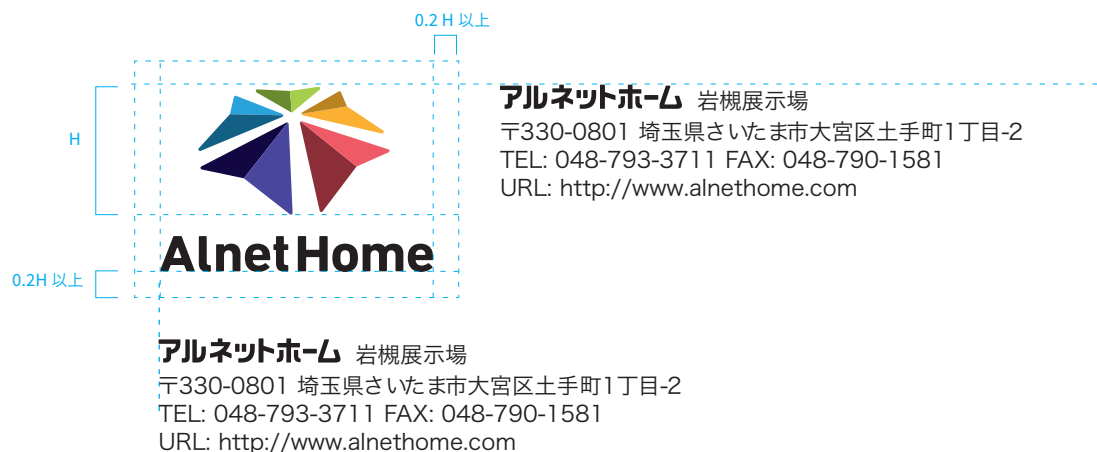 0.2 H 以上
H
Alnet Home
0.2H 以上
アルネットホーム 岩槻展示場
〒330-0801 埼玉県さいたま市大宮区土手町1丁目-2
TEL: 048-793-3711 FAX: 048-790-1581
URL: http://www.alnethome.com
アルネットホーム 岩槻展示場
〒330-0801 埼玉県さいたま市大宮区土手町1丁目-2
TEL: 048-793-3711 FAX: 048-790-1581
URL: http://www.alnethome.com